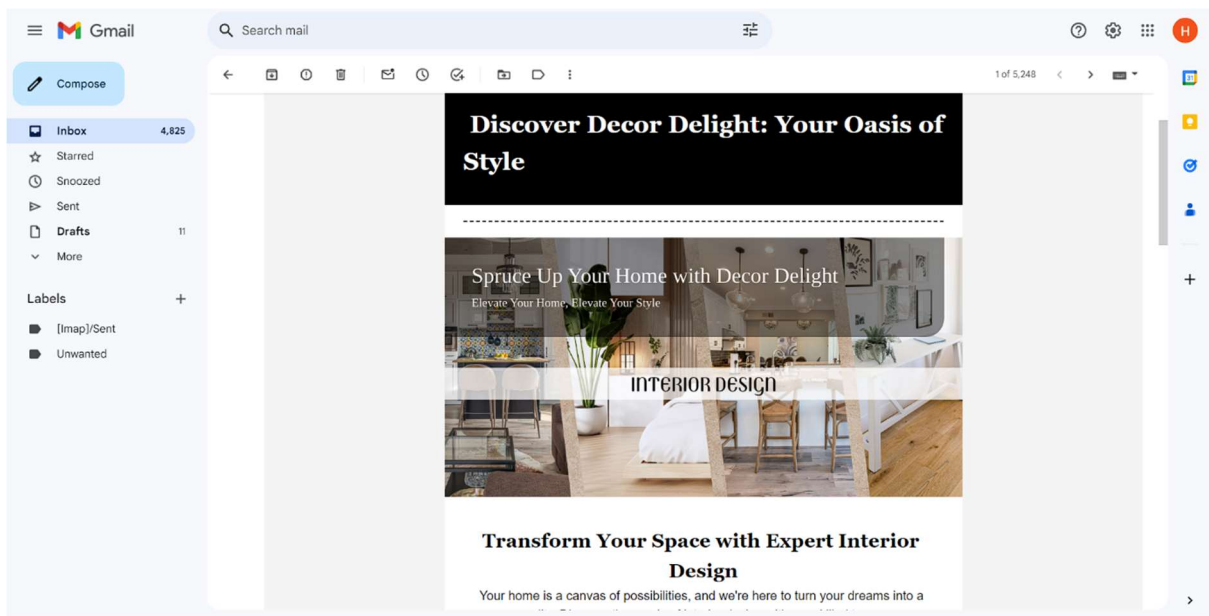 Gmail
Search mail
H
Compose
1 of 5,248
31
Inbox 4,825
Starred
Snoozed
Sent
Drafts 11
More
Labels
[Imap]/Sent
Unwanted
Discover Decor Delight: Your Oasis of
Style
Spruce Up Your Home with Decor Delight
Elevate Your Home, Elevate Your Style
INTERIOR DESIGN
Transform Your Space with Expert Interior
Design
Your home is a canvas of possibilities, and we're here to turn your dreams into a